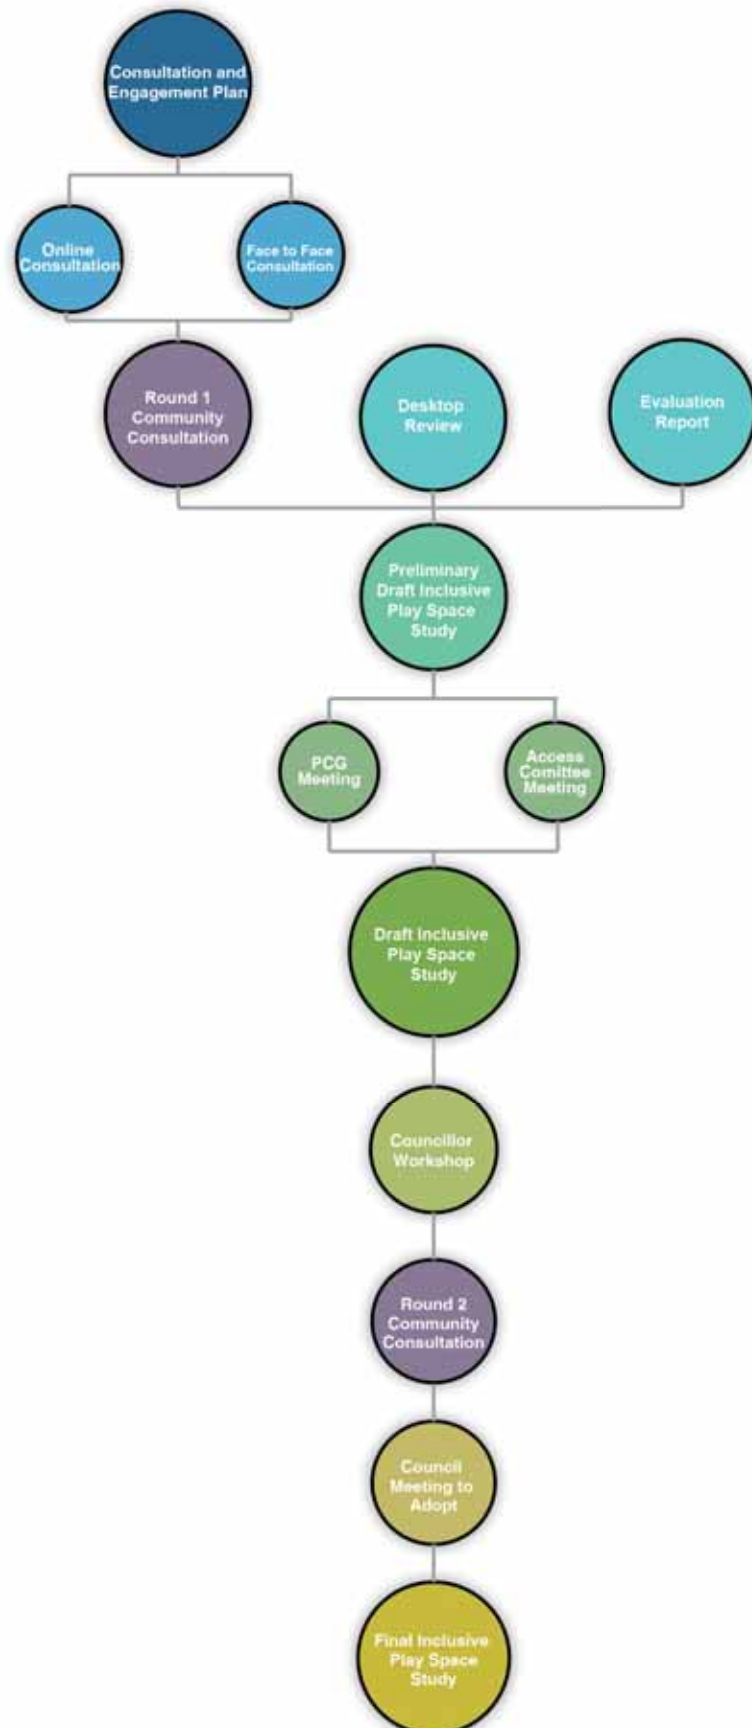 Consultation and
Engagement Plan
Online
Consultation
Face to Face
Consultation
Round 1
Community
Consultation
Desktop
Review
Evaluation
Report
Preliminary
Draft Inclusive
Play Space
Study
PCG
Meeting
Access
Comittee
Meeting
Draft Inclusive
Play Space
Study
Councillor
Workshop
Round 2
Community
Consultation
Council
Meeting to
Adopt
Final Inclusive
Play Space
Study